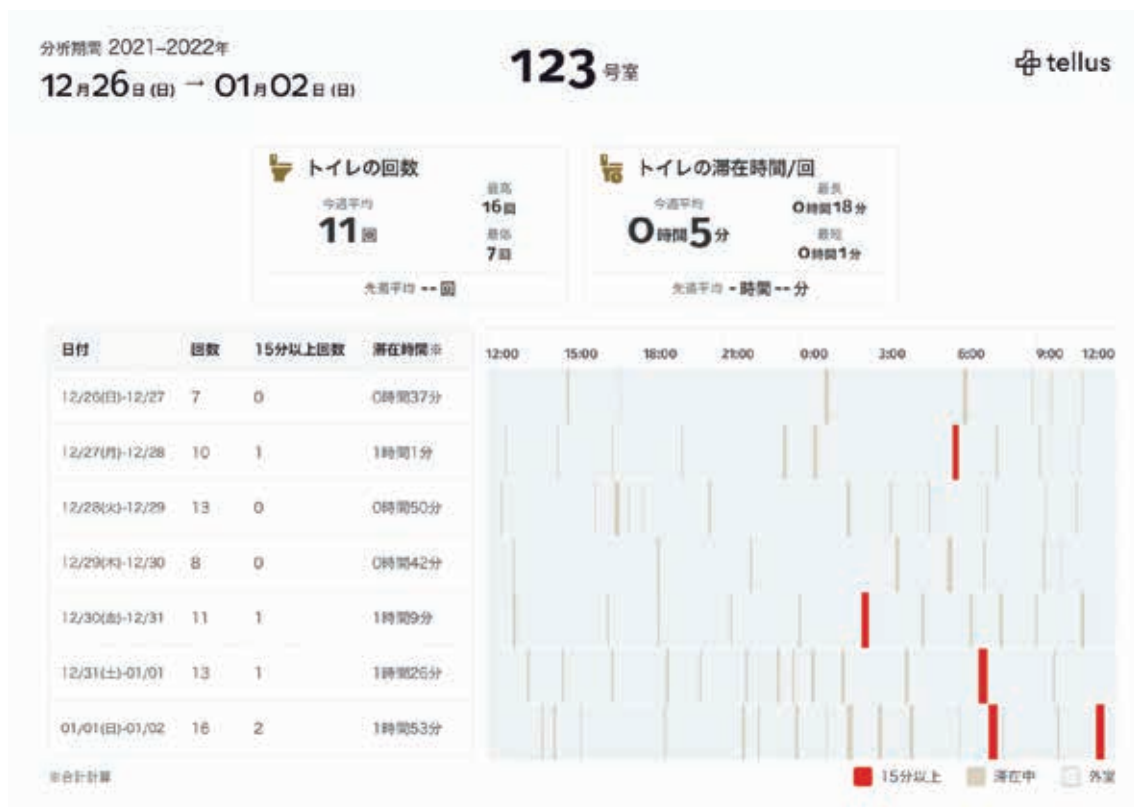 分析期間 2021–2022年
12月26日(日) → 01月02日(日)
123号室
tellus
トイレの回数
今週平均
11回
最高
16回
最低
7回
先週平均 --回
トイレの滞在時間/回
今週平均
0時間5分
最長
0時間18分
最短
0時間1分
先週平均 -時間--分
日付 回数 15分以上回数 滞在時間※
12:00 15:00 18:00 21:00 0:00 3:00 6:00 9:00 12:00
12/26(日)-12/27 7 0 0時間37分
12/27(月)-12/28 10 1 1時間1分
12/28(火)-12/29 13 0 0時間50分
12/29(木)-12/30 8 0 0時間42分
12/30(金)-12/31 11 1 1時間9分
12/31(土)-01/01 13 1 1時間26分
01/01(日)-01/02 16 2 1時間53分
※合計計算
15分以上 滞在中 外室